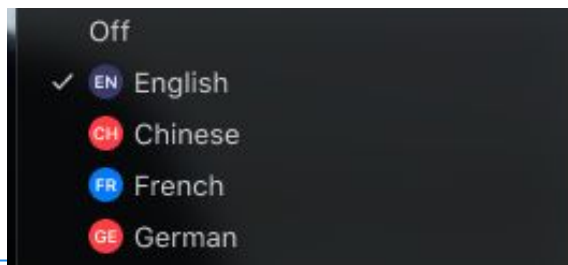 Off
EN English
CH Chinese
FR French
GE German